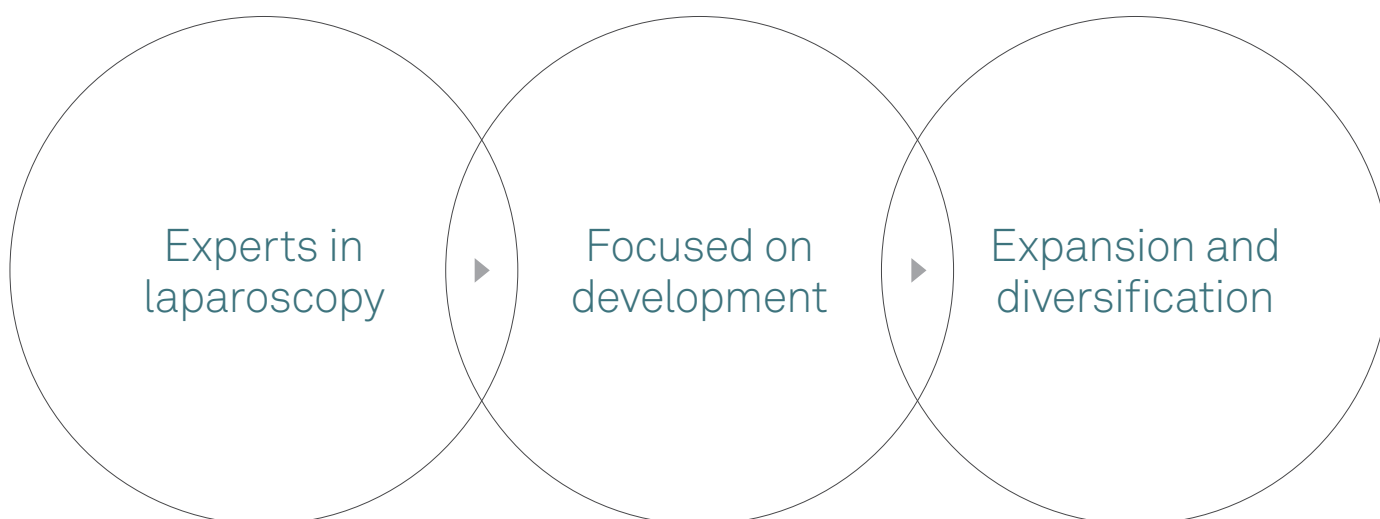 Experts in
laparoscopy
Focused on
development
Expansion and
diversification